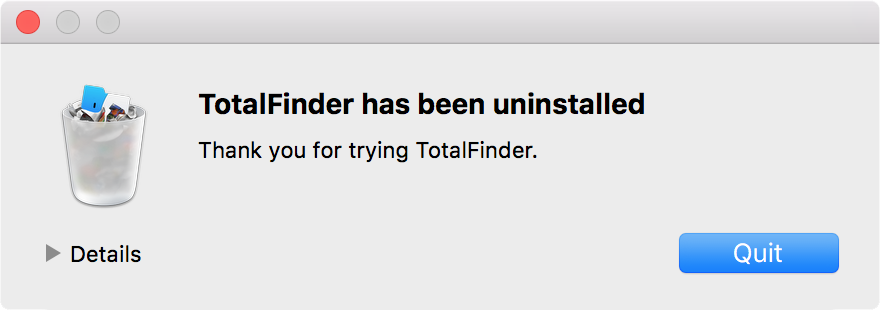 TotalFinder has been uninstalled
Thank you for trying TotalFinder.
Details
Quit